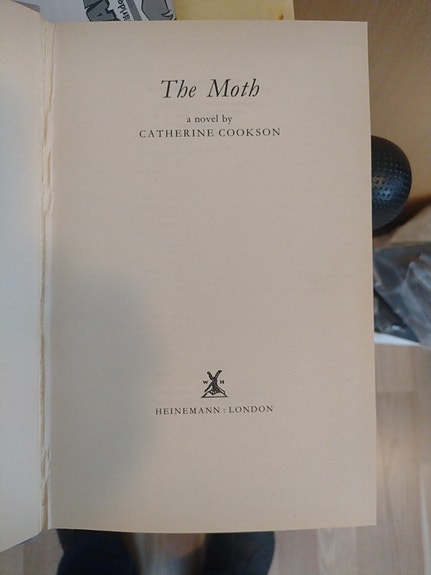 The Moth
a novel by
CATHERINE COOKSON
W H
HEINEMANN : LONDON